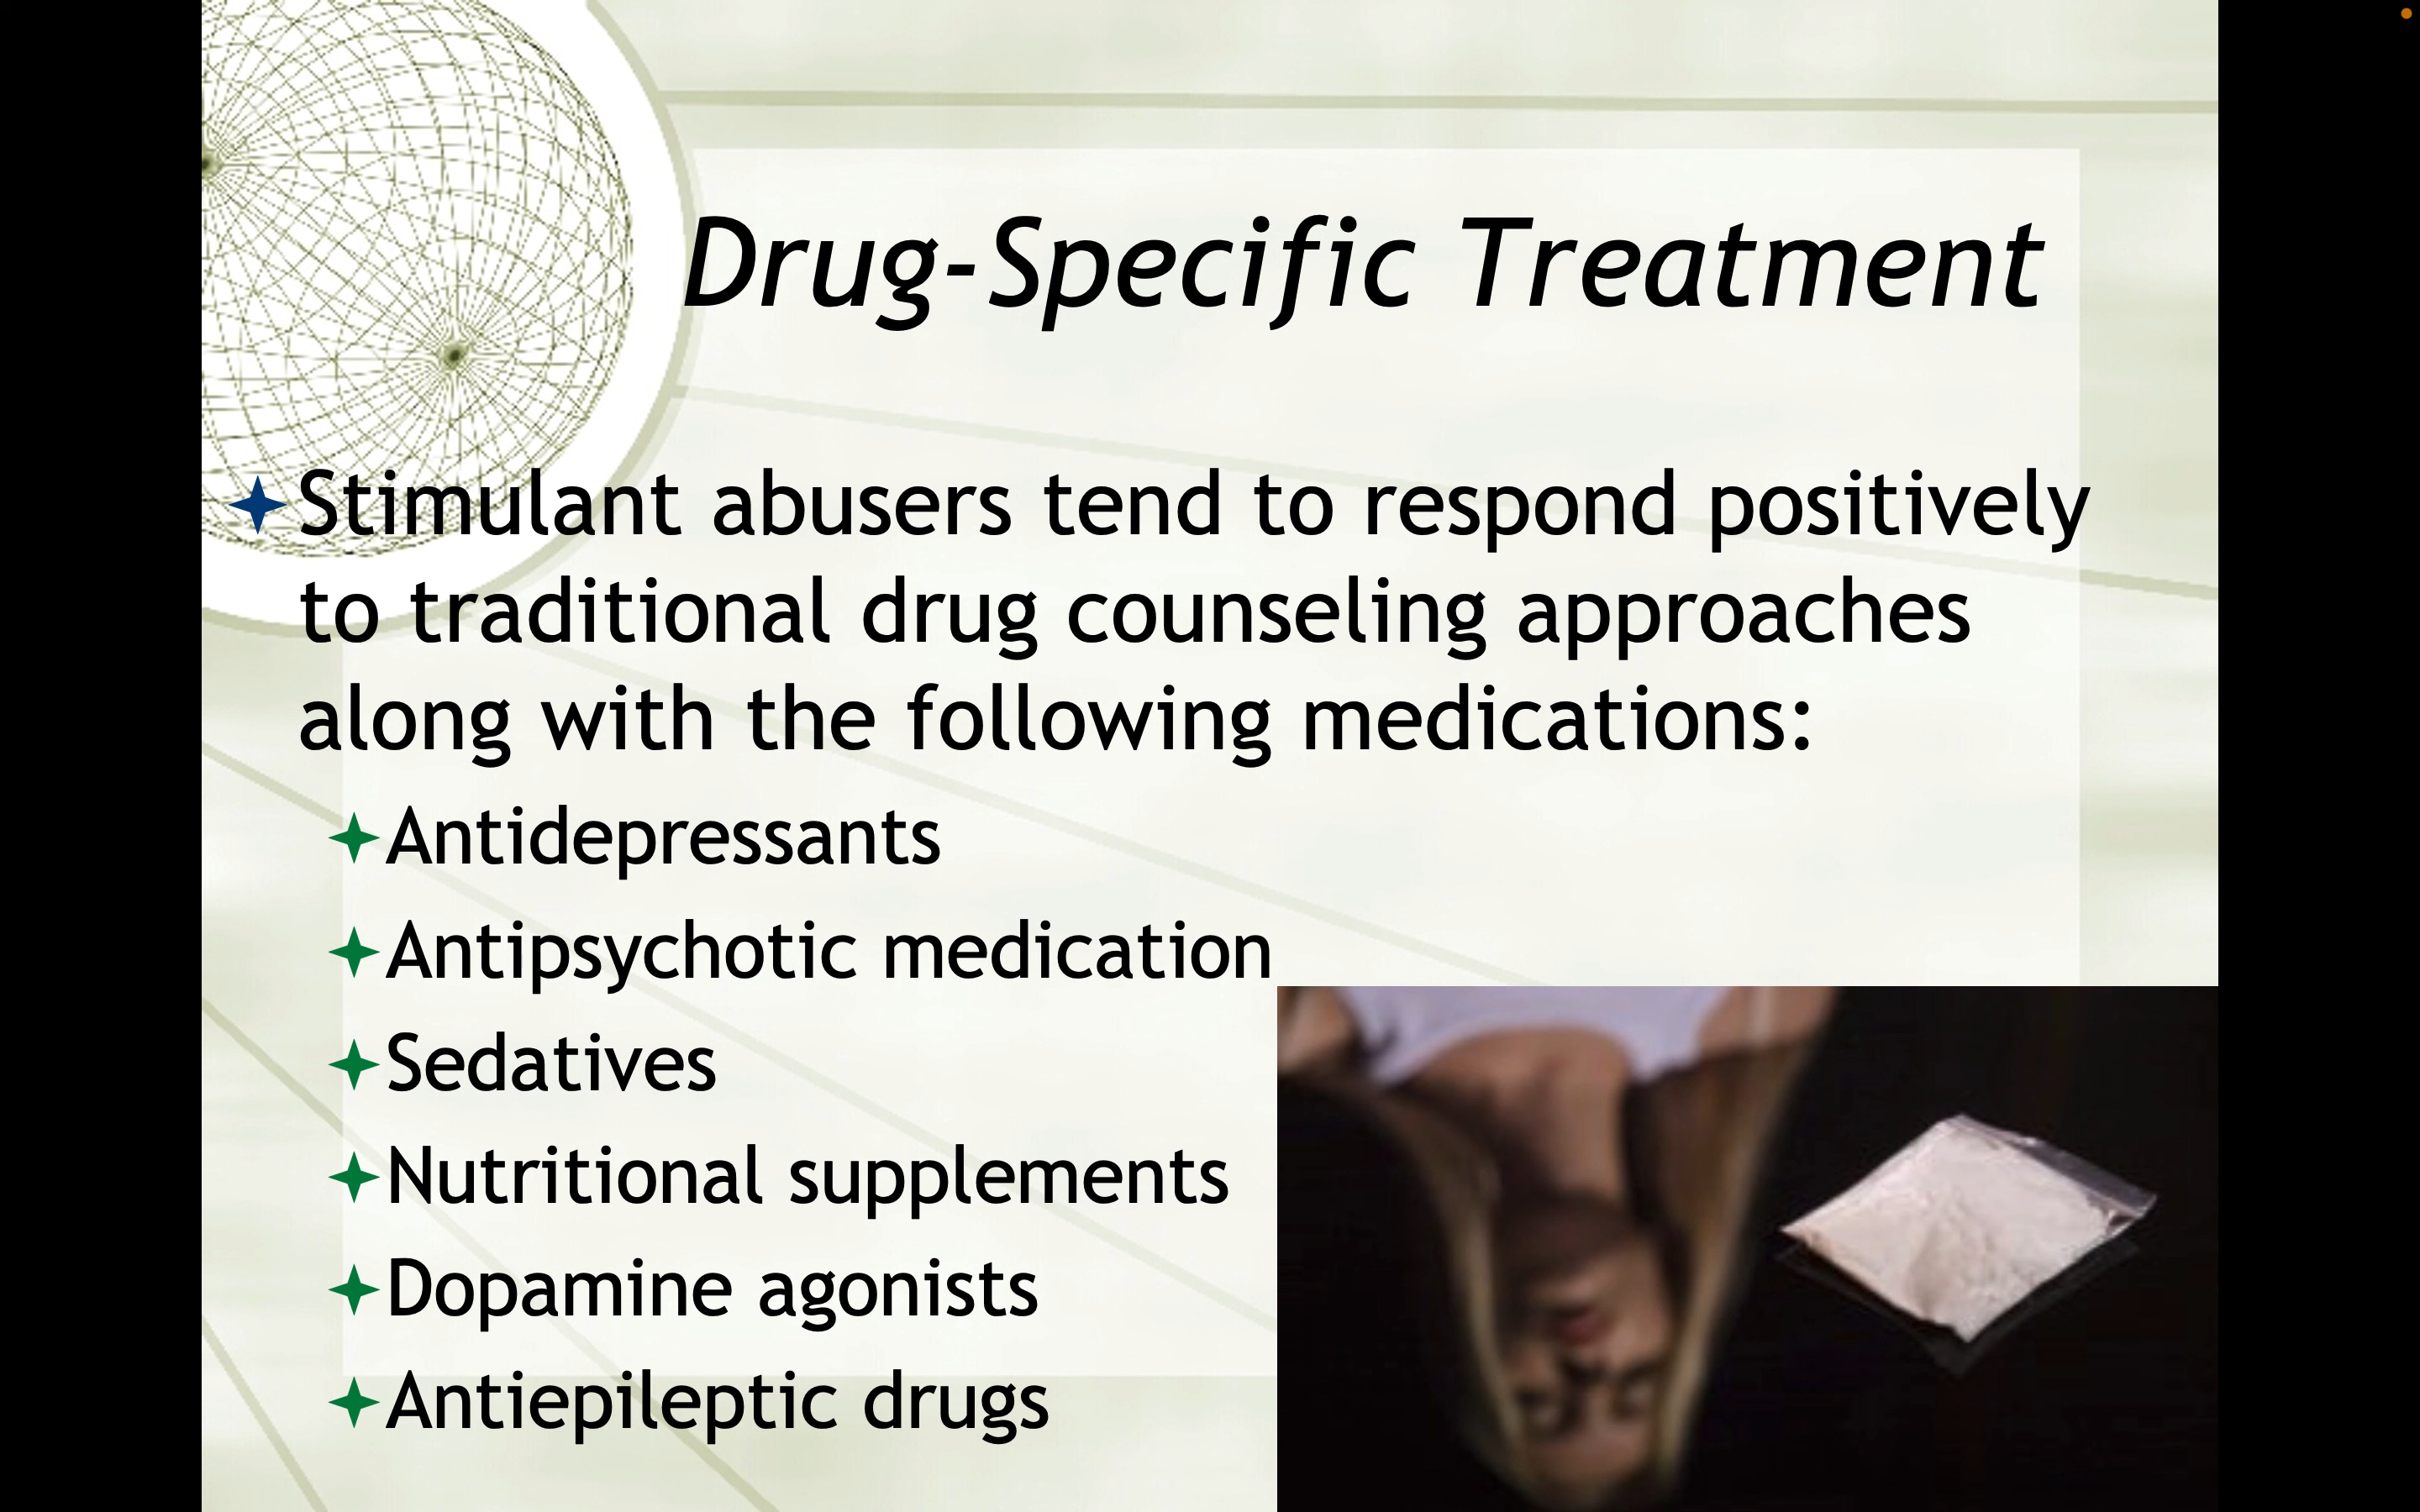 Drug-Specific Treatment
Stimulant abusers tend to respond positively
to traditional drug counseling approaches
along with the following medications:
Antidepressants
Antipsychotic medication
Sedatives
Nutritional supplements
Dopamine agonists
Antiepileptic drugs